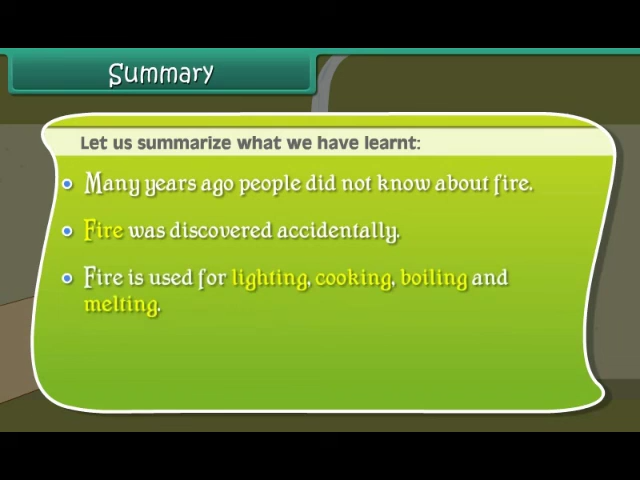 Summary
Let us summarize what we have learnt:
Many years ago people did not know about fire.
Fire was discovered accidentally.
Fire is used for lighting, cooking, boiling and
melting.